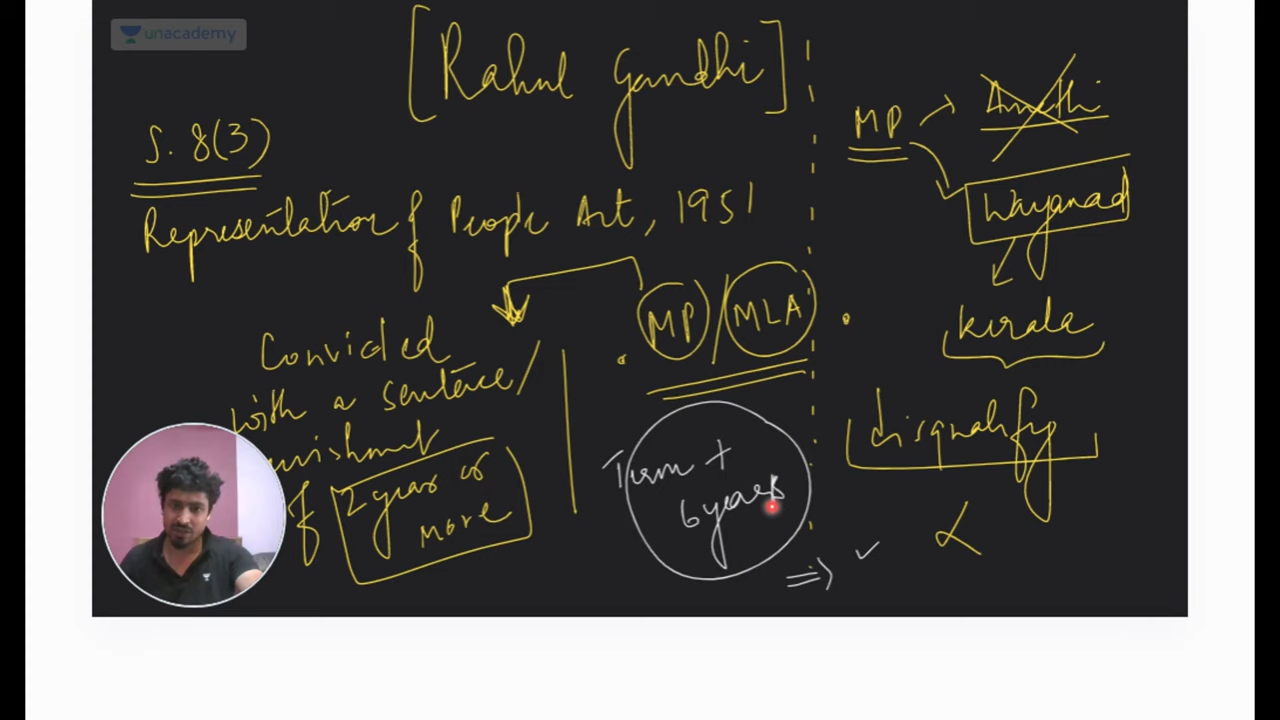 unacademy
[Rahul Gandhi]
S. 8(3)
Representation of People Act, 1951
MP / MLA
Convicted
with a sentence/
punishment
of 2 year or
more
Term +
6 years
MP → Amethi
Wayanad
Kerala
disqualify